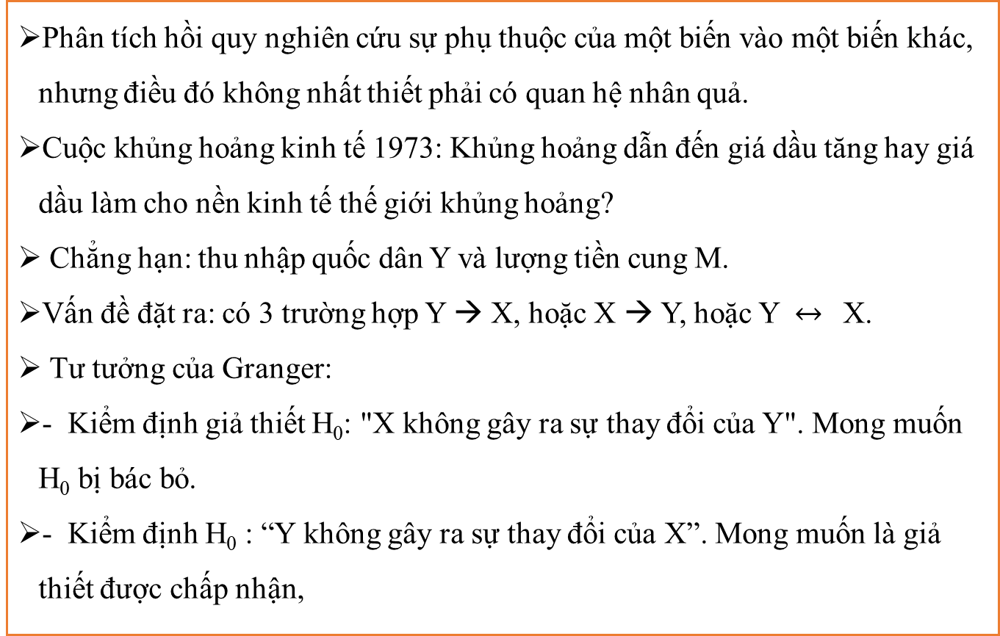 ➢Phân tích hồi quy nghiên cứu sự phụ thuộc của một biến vào một biến khác,
nhưng điều đó không nhất thiết phải có quan hệ nhân quả.
➢Cuộc khủng hoảng kinh tế 1973: Khủng hoảng dẫn đến giá dầu tăng hay giá
dầu làm cho nền kinh tế thế giới khủng hoảng?
➢ Chẳng hạn: thu nhập quốc dân Y và lượng tiền cung M.
➢Vấn đề đặt ra: có 3 trường hợp Y → X, hoặc X → Y, hoặc Y ↔ X.
➢ Tư tưởng của Granger:
➢- Kiểm định giả thiết H₀: "X không gây ra sự thay đổi của Y". Mong muốn
H₀ bị bác bỏ.
➢- Kiểm định H₀ : “Y không gây ra sự thay đổi của X”. Mong muốn là giả
thiết được chấp nhận,